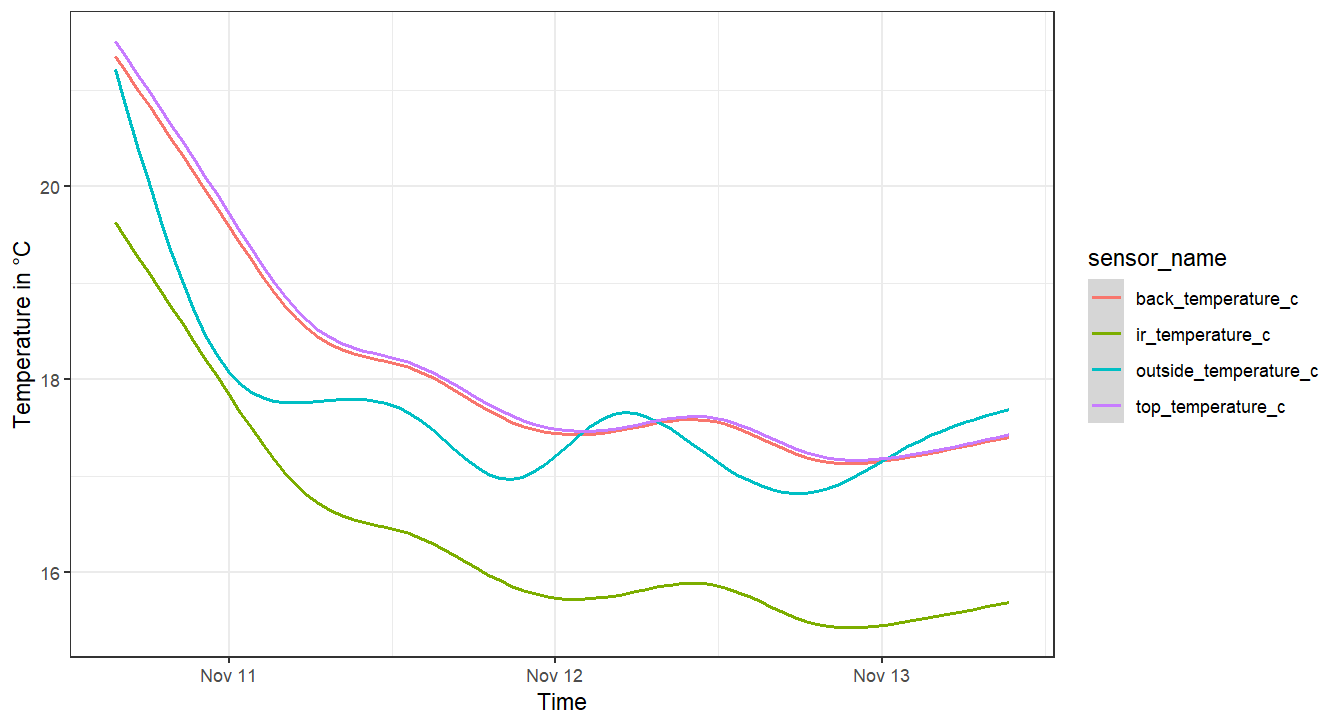 Temperature in °C
20
18
16
Nov 11
Nov 12
Nov 13
Time
sensor_name
back_temperature_c
ir_temperature_c
outside_temperature_c
top_temperature_c